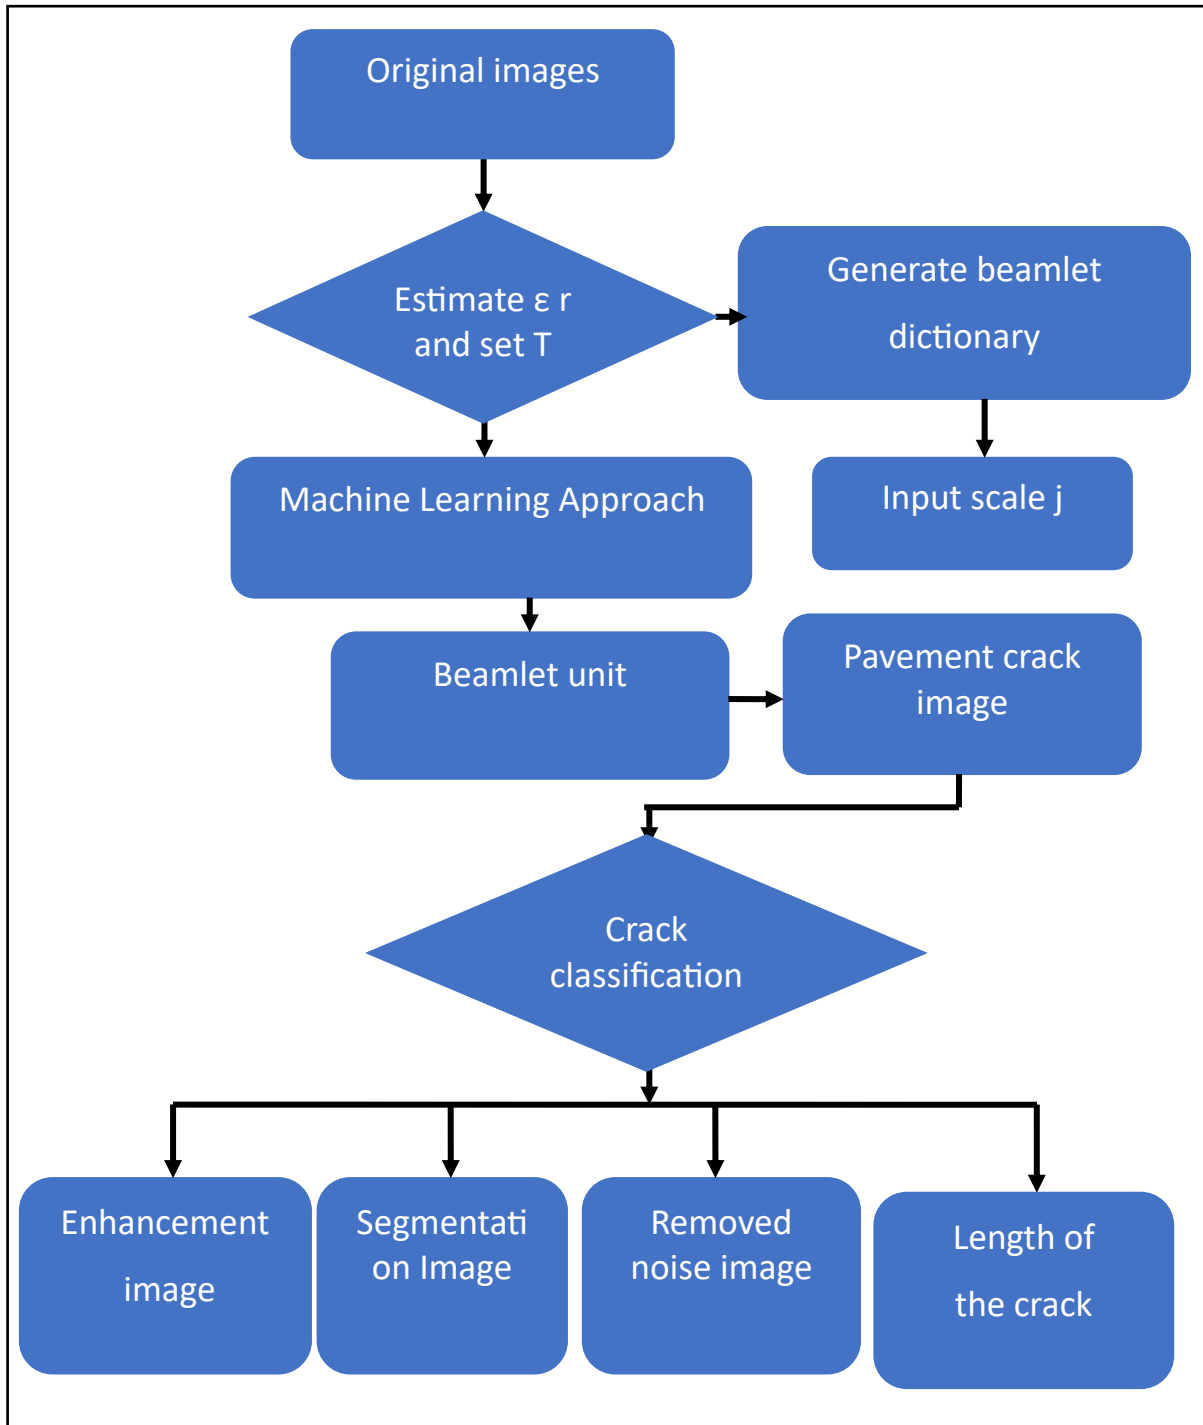 Original images
Estimate ε r
and set T
Generate beamlet
dictionary
Machine Learning Approach
Input scale j
Beamlet unit
Pavement crack
image
Crack
classification
Enhancement
image
Segmentati
on Image
Removed
noise image
Length of
the crack